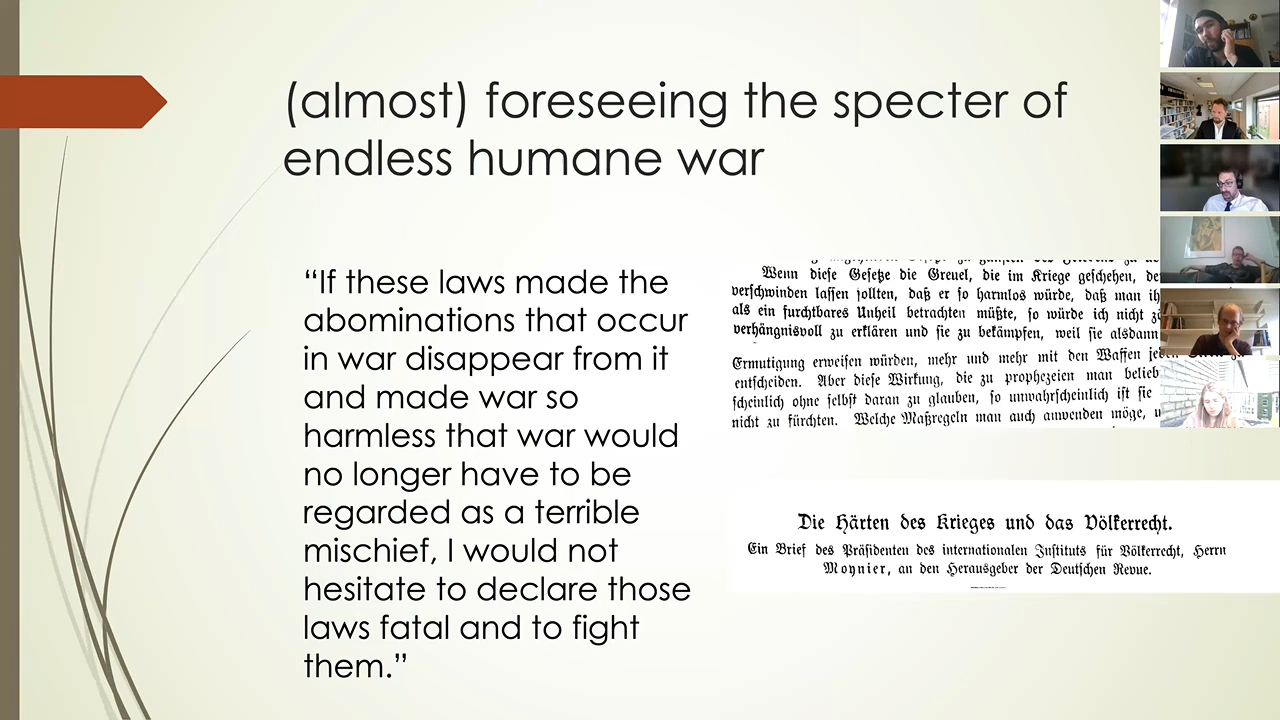 (almost) foreseeing the specter of
endless humane war
“If these laws made the
abominations that occur
in war disappear from it
and made war so
harmless that war would
no longer have to be
regarded as a terrible
mischief, I would not
hesitate to declare those
laws fatal and to fight
them.”
Wenn dieſe Geſetze die Greuel, die im Kriege geſchehen,
verſchwinden laſſen ſollten, daß er ſo harmlos würde, daß man
als ein furchtbares Unheil betrachten müßte, ſo würde ich nicht
verhängnisvoll zu erklären und ſie zu bekämpfen, weil ſie alsdann
Ermutigung erweiſen würden, mehr und mehr mit den Waffen
entſcheiden. Aber dieſe Wirkung, die zu prophezeien man
ſcheinlich ohne ſelbſt daran zu glauben, ſo unwahrſcheinlich iſt ſie
nicht zu fürchten. Welche Maßregeln man auch anwenden möge,
Die Härten des Krieges und das Völkerrecht.
Ein Brief des Präſidenten des internationalen Inſtituts für Völkerrecht, Herrn
Moynier, an den Herausgeber der Deutſchen Revue.